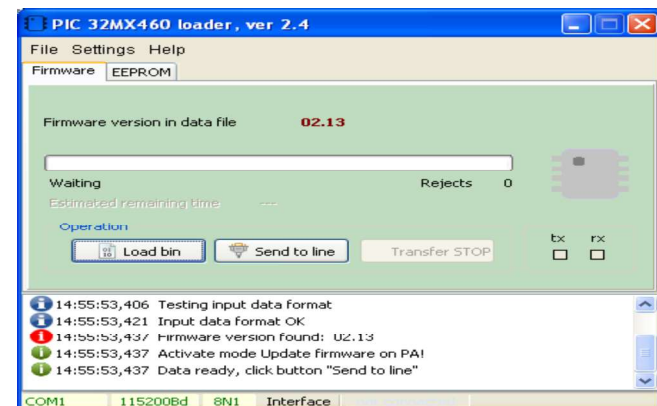 PIC 32MX460 loader, ver 2.4
File Settings Help
Firmware EEPROM
Firmware version in data file 02.13
Waiting Rejects 0
Estimated remaining time ---
Operation
Load bin Send to line Transfer STOP
tx rx
14:55:53,406 Testing input data format
14:55:53,421 Input data format OK
14:55:53,437 Firmware version found: 02.13
14:55:53,437 Activate mode Update firmware on PA!
14:55:53,437 Data ready, click button "Send to line"
COM1 115200Bd 8N1 Interface